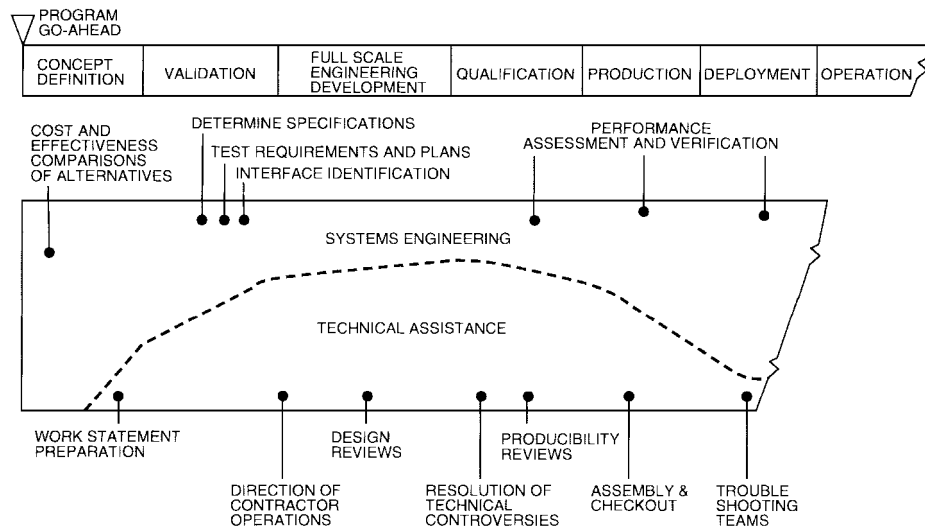 PROGRAM
GO-AHEAD
CONCEPT
DEFINITION
VALIDATION
FULL SCALE
ENGINEERING
DEVELOPMENT
QUALIFICATION
PRODUCTION
DEPLOYMENT
OPERATION
COST AND
EFFECTIVENESS
COMPARISONS
OF ALTERNATIVES
DETERMINE SPECIFICATIONS
TEST REQUIREMENTS AND PLANS
INTERFACE IDENTIFICATION
PERFORMANCE
ASSESSMENT AND VERIFICATION
SYSTEMS ENGINEERING
TECHNICAL ASSISTANCE
WORK STATEMENT
PREPARATION
DIRECTION OF
CONTRACTOR
OPERATIONS
DESIGN
REVIEWS
RESOLUTION OF
TECHNICAL
CONTROVERSIES
PRODUCIBILITY
REVIEWS
ASSEMBLY &
CHECKOUT
TROUBLE
SHOOTING
TEAMS